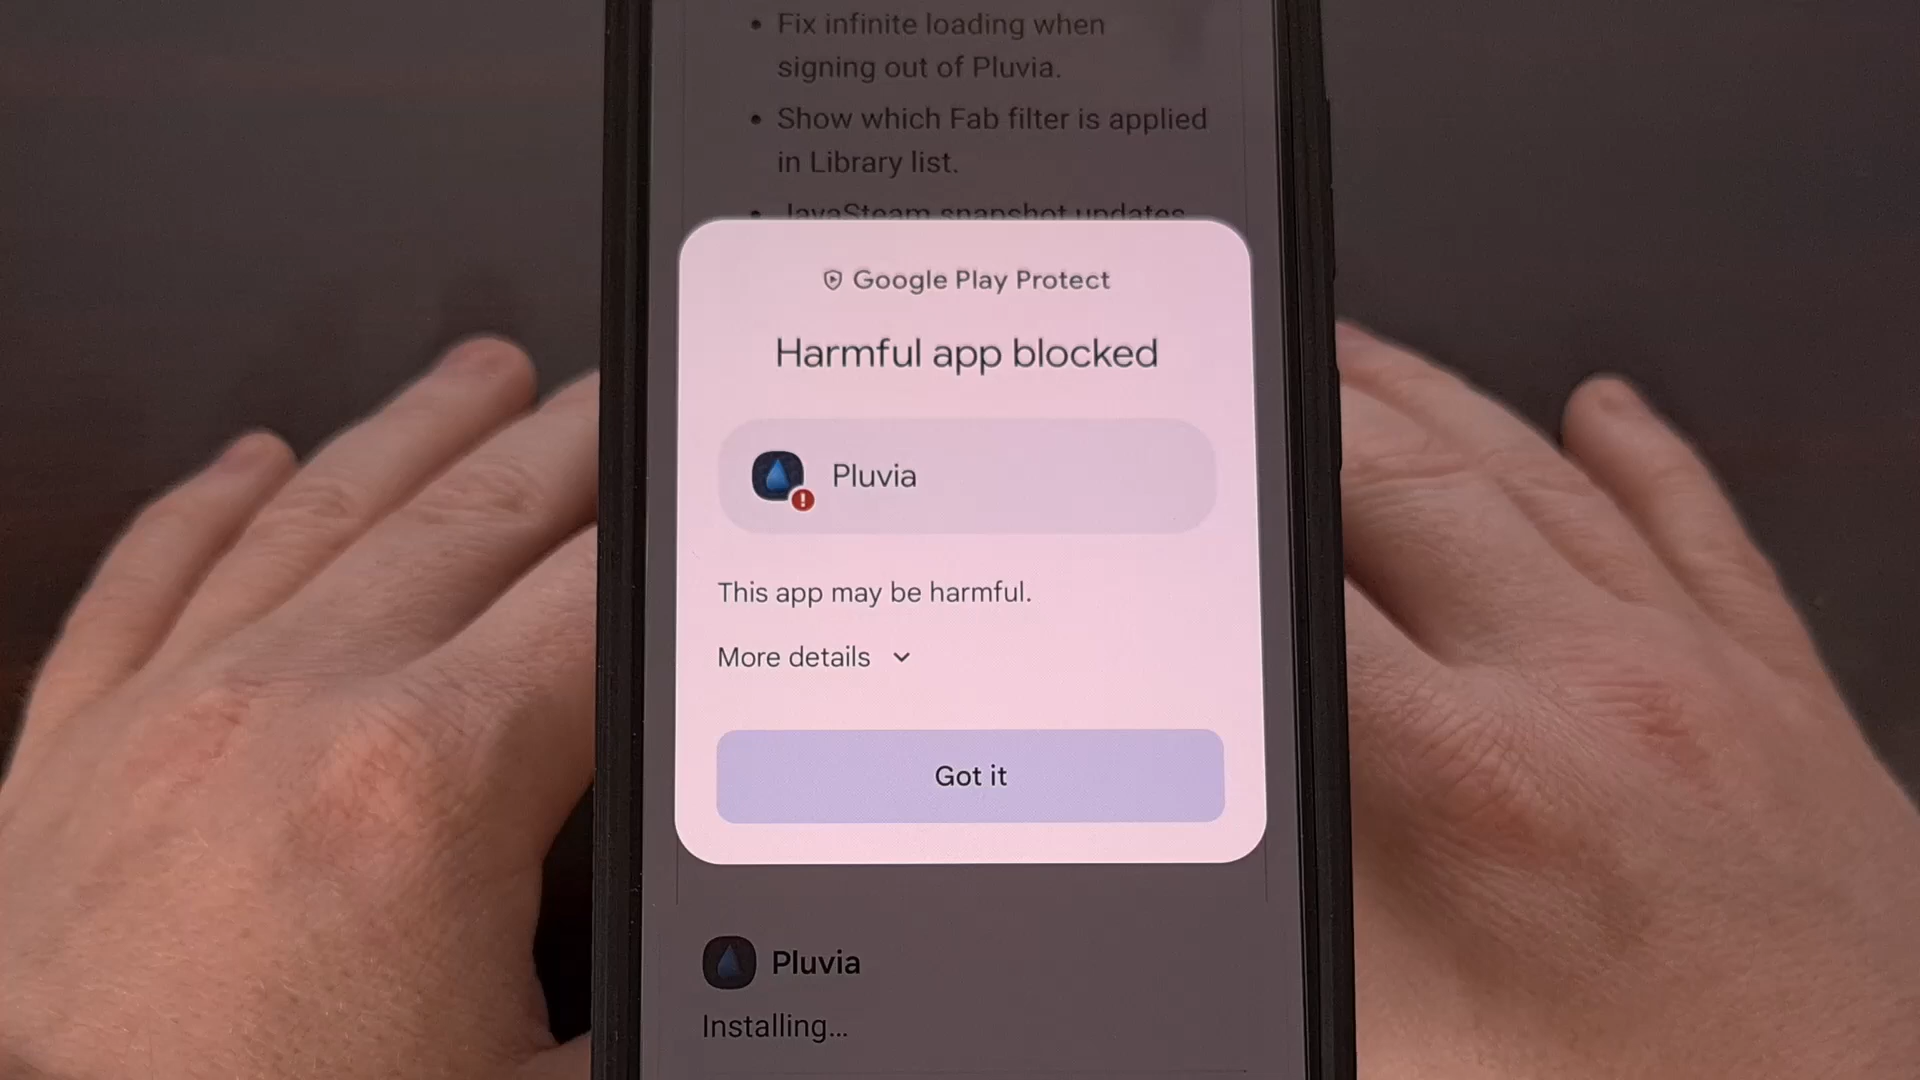 • Fix infinite loading when
signing out of Pluvia.
• Show which Fab filter is applied
in Library list.
• JavaSteam snapshot updates
Google Play Protect
Harmful app blocked
Pluvia
This app may be harmful.
More details
Got it
Pluvia
Installing...